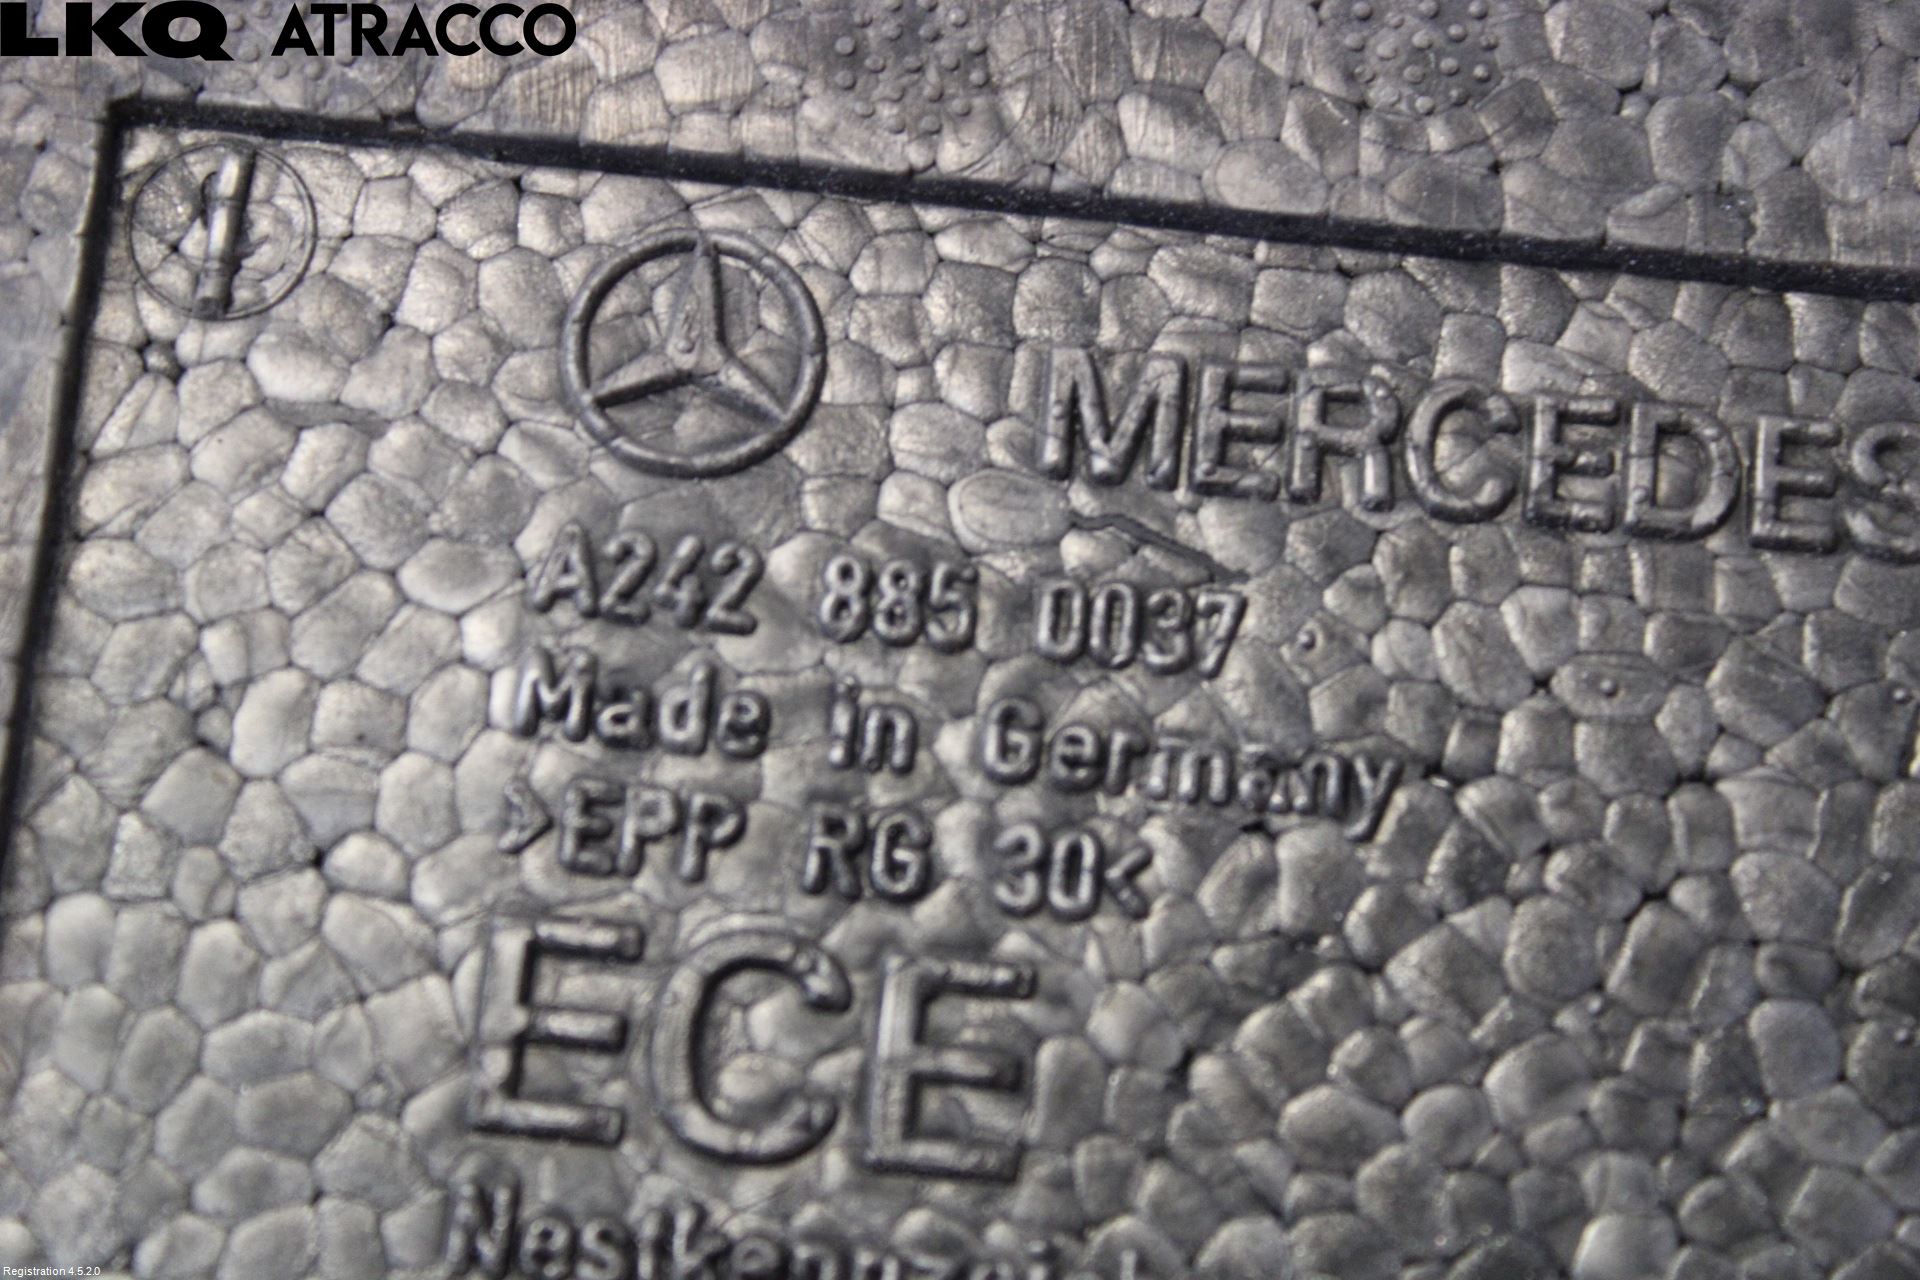 LKQ ATRACCO
MERCEDES
A242 885 0037
Made in Germany
>EPP RG 30<
ECE
Registration 4.5.2.0